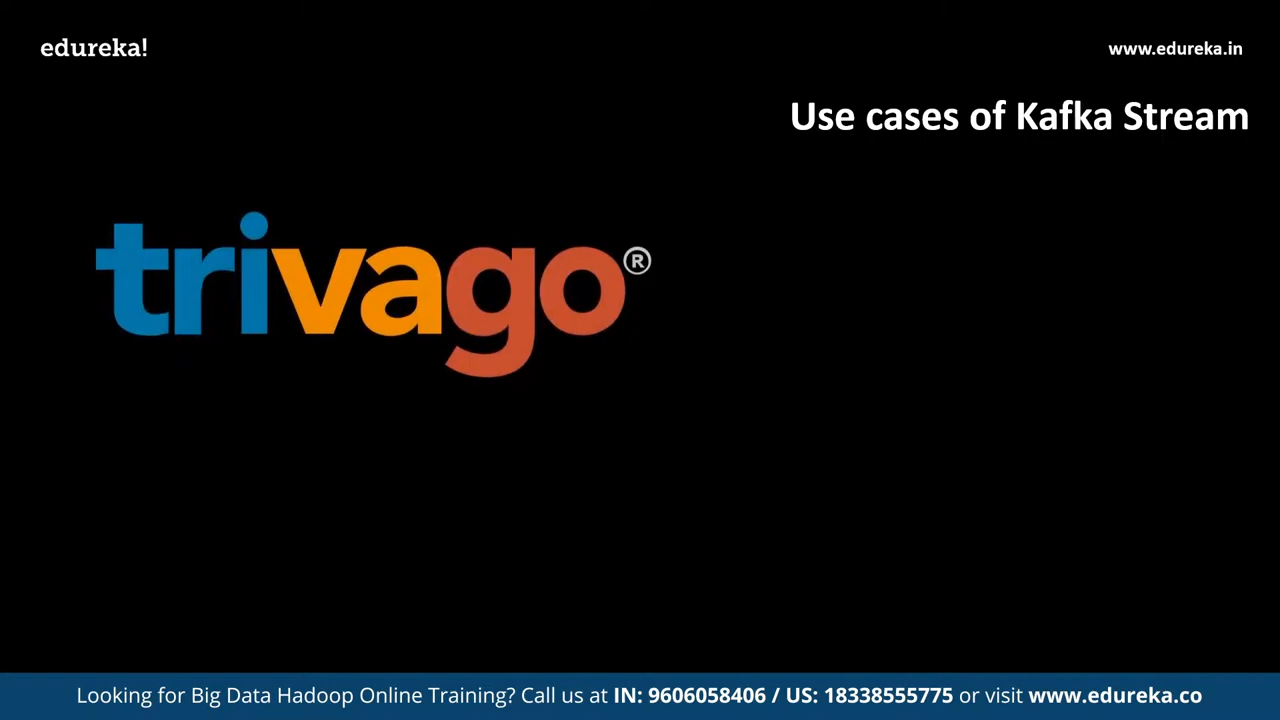 edureka!
www.edureka.in
Use cases of Kafka Stream
trivago®
Looking for Big Data Hadoop Online Training? Call us at IN: 9606058406 / US: 18338555775 or visit www.edureka.co